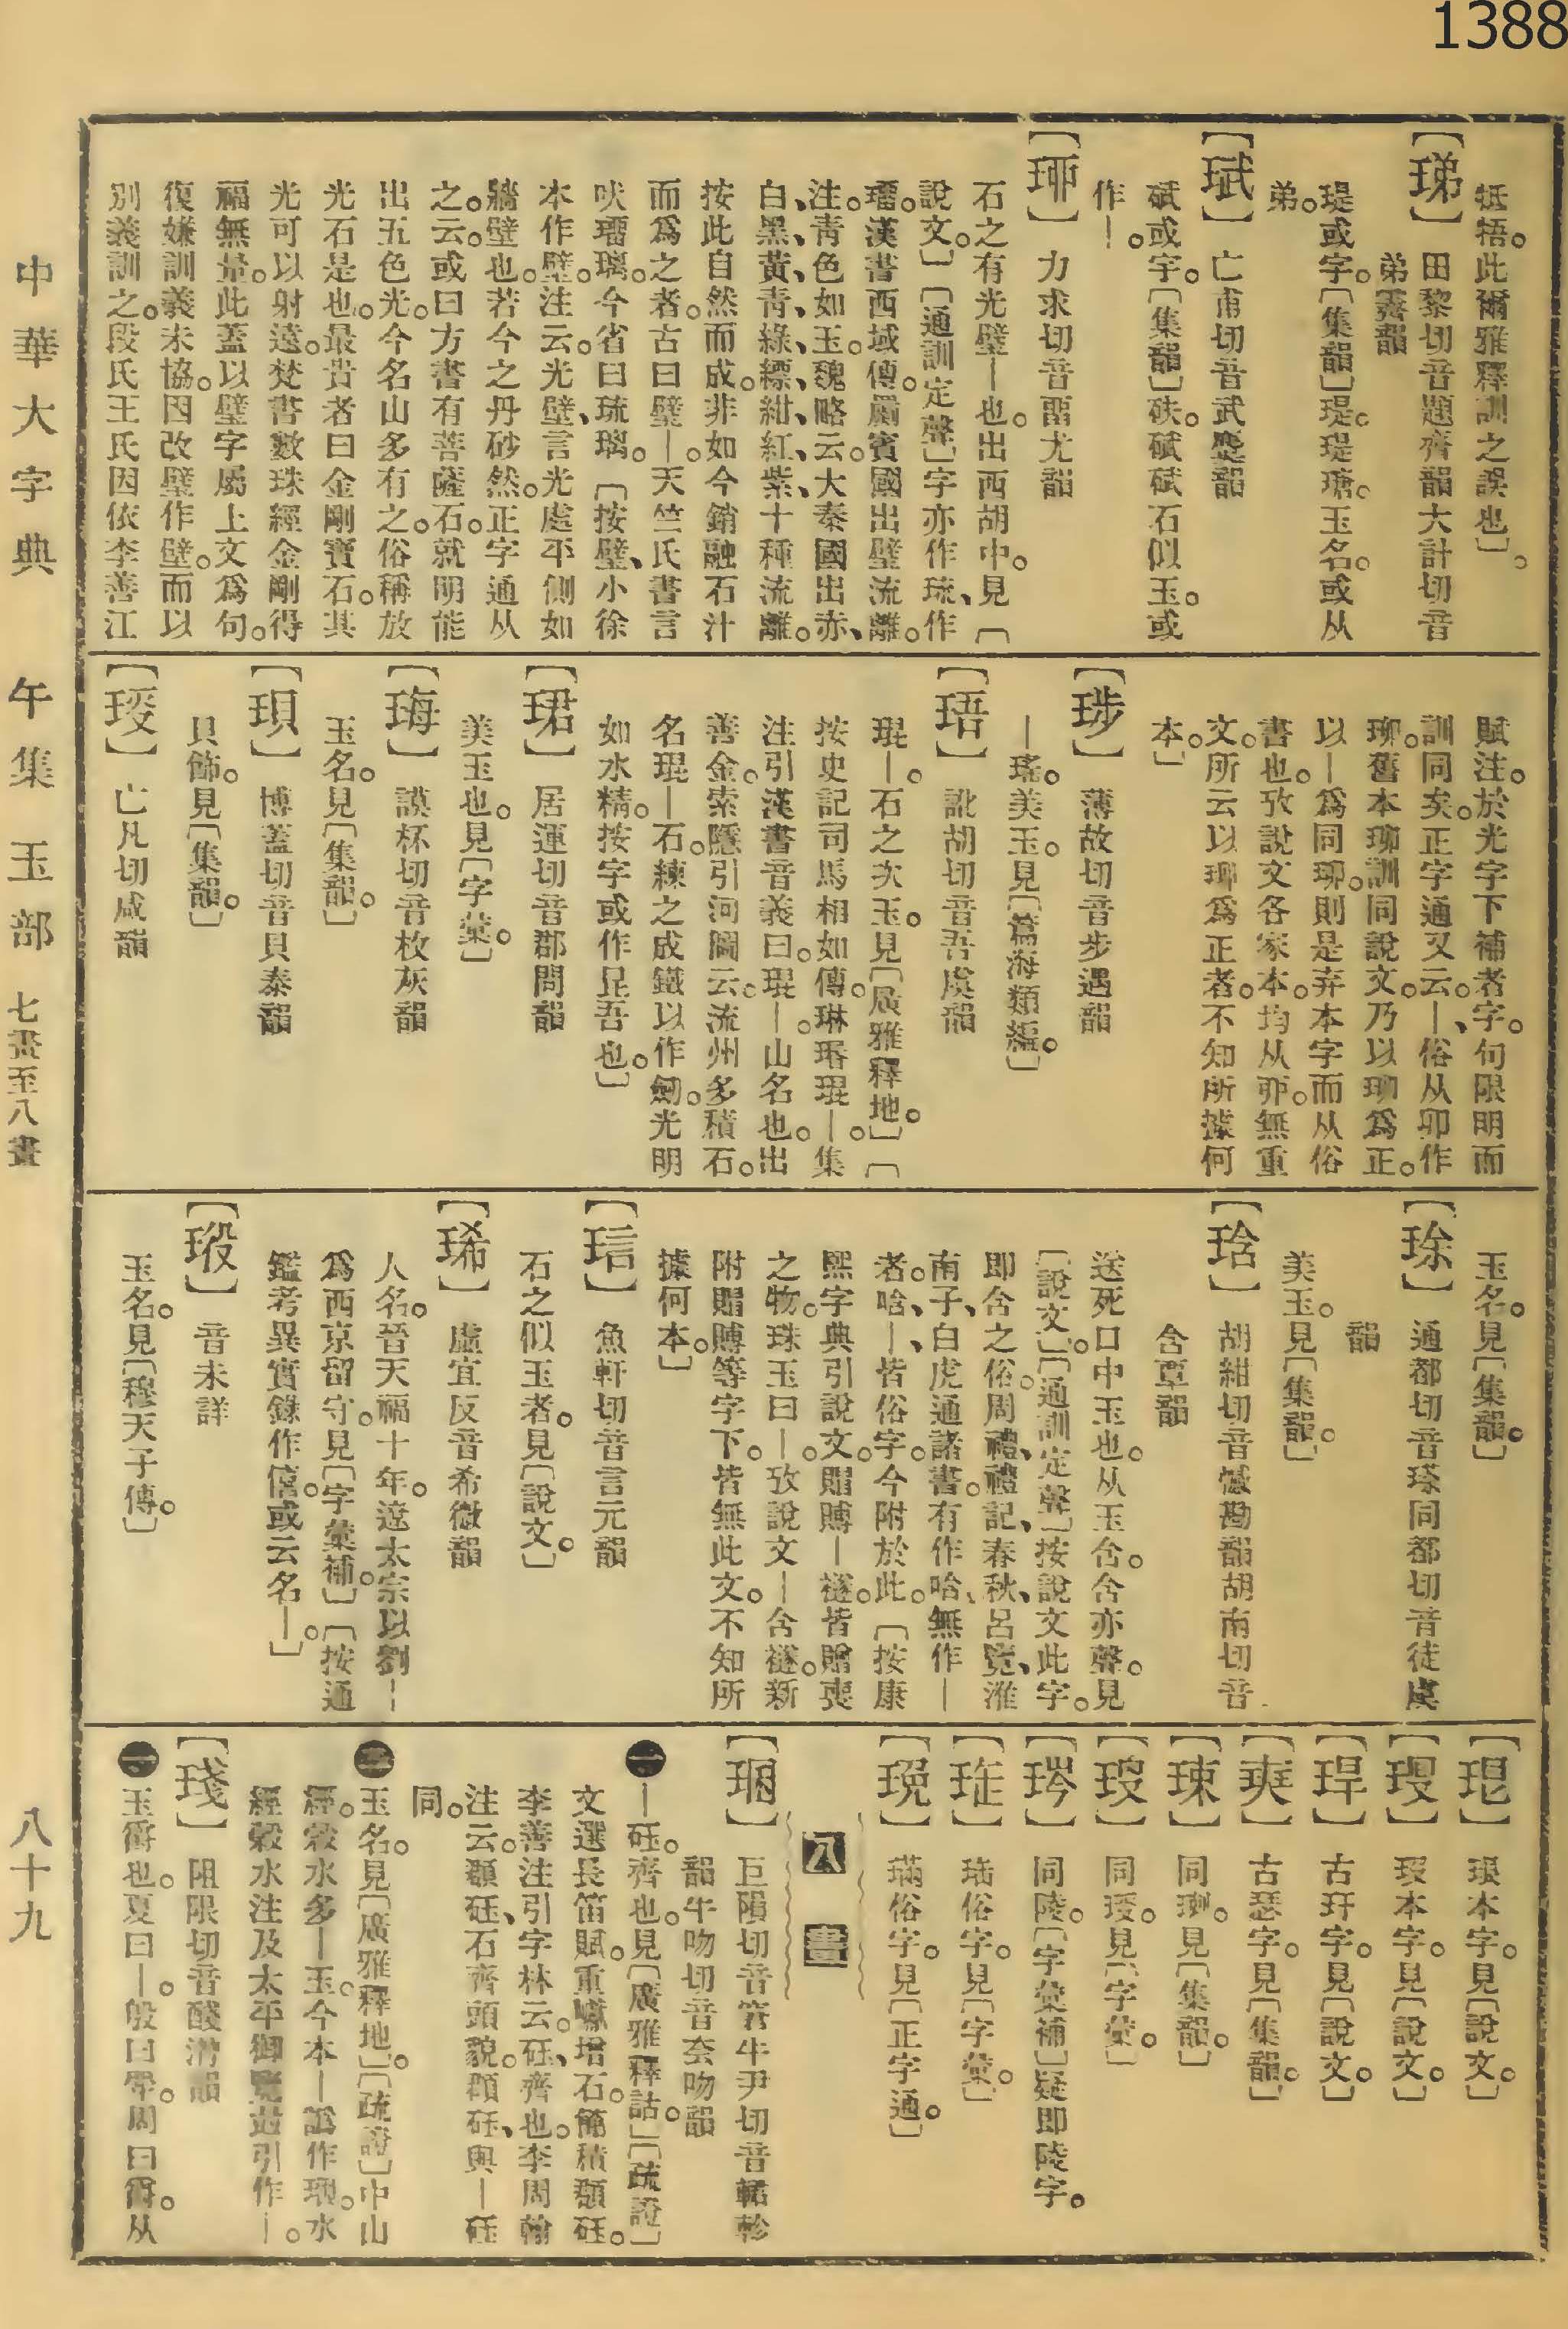 1388
牴牾。此爾雅釋訓之誤也〕。
〔珶〕田黎切音題齊韻大計切音
弟霽韻
瑅或字。〔集韻〕瑅。瑅瑭。玉名。或从
弟。
〔珷〕亡甫切音武麌韻
碔或字。〔集韻〕砆。碔珷石似玉。或
作—。
〔珋〕力求切音畱尤韻
石之有光璧—也。出西胡中。見〔
說文。〕〔通訓定聲〕字亦作琉、作
瑠。漢書西域傳。罽賓國出璧流離。
注。青色如玉。魏略云。大秦國出赤、
白、黑、黃、青、綠、縹、紺、紅、紫、十種流離。
按此自然而成。非如今銷融石汁
而爲之者。古曰璧—。天竺氏書言
吠瑠璃。今省曰琉璃。〔按璧、小徐
本作壁。注云。光壁、言光處平側如
牆壁也。若今之丹砂然。正字通从
之。云。或曰方書有菩薩石。就明能
出五色光。今名山多有之。俗稱放
光石是也。最貴者曰金剛寶石。其
光可以射遠。梵書數珠經金剛得
福無量。此蓋以壁字屬上文爲句。
復嫌訓義未協。因改璧作壁。而以
別義訓之。段氏王氏因依李善江
賦注。於光字下補者字。句限明而
訓同矣。正字通又云。—、俗从卯作
珋。舊本珋訓同說文。乃以珋爲正。
以—爲同珋。則是弃本字而从俗
書也。攷說文各家本。均从丣。無重
文。所云以珋爲正者。不知所據何
本。〕
〔𤥗〕薄故切音步遇韻
—瑤。美玉。見〔篇海類編。〕
〔珸〕訛胡切音吾虞韻
琨—。石之次玉。見〔廣雅釋地。〕〔
按史記司馬相如傳。琳瑉琨—。集
注引漢書音義曰。琨—。山名也。出
善金。索隱引河圖云。流州多積石。
名琨—石。練之成鐵以作劒。光明
如水精。按字或作昆吾也。〕
〔珺〕居運切音郡問韻
美玉也。見〔字彙。〕
〔㻁〕謨杯切音枚灰韻
玉名。見〔集韻。〕
〔珼〕博蓋切音貝泰韻
貝飾。見〔集韻。〕
〔㻎〕亡凡切咸韻
玉名。見〔集韻。〕
〔㻌〕通都切音瑹同都切音徒虞
韻
美玉。見〔集韻。〕
〔琀〕胡紺切音憾勘韻胡南切音
含覃韻
送死口中玉也。从玉含。含亦聲。見
〔說文。〕〔通訓定聲〕按說文此字。
即含之俗。周禮、禮記、春秋、呂覽、淮
南子、白虎通諸書。有作哈、無作—
者。唅、—、皆俗字。今附於此。〔按康
熙字典引說文。賵賻—襚。皆贈喪
之物。珠玉曰—。攷說文—含襚。新
附賵賻等字下。皆無此文。不知所
據何本。〕
〔㻇〕魚軒切音言元韻
石之似玉者。見〔說文。〕
〔琋〕虛宜反音希微韻
人名。晉天福十年。遼太宗以劉—
爲西京留守。見〔字彙補。〕〔按通
鑑考異實錄作僖。或云名—。〕
〔㻅〕音未詳
玉名。見〔穆天子傳。〕
琅本字。見〔說文。〕
本字。見〔說文。〕
〔琾〕古玕字。見〔說文。〕
古瑟字。見〔集韻。〕
同瑓。見〔集韻。〕
同。見〔字彙。〕
同陵。〔字彙補〕疑即陵字。
俗字。見〔字彙。〕
俗字。見〔正字通。〕
八畫
〔㻒〕巨隕切音窘牛尹切音輑軫
韻牛吻切音吻韻
㊀—砡。齊也。見〔廣雅釋詁。〕〔疏證〕
文選長笛賦。重巘增石。簡積頵砡。
李善注引字林云。砡、齊也。李周翰
注云。頵砡、石齊頭貌。頵砡、與—砡
同。
㊁玉名。見〔廣雅釋地。〕〔疏證〕中山
經。穀水多—玉。今本—譌作珚。水
經穀水注及太平御覽並引作—。
〔琖〕阻限切音醆潸韻
㊀玉爵也。夏曰—。殷曰斝。周曰爵。从
中華大字典　午集　玉部　七畫至八畫
八十九